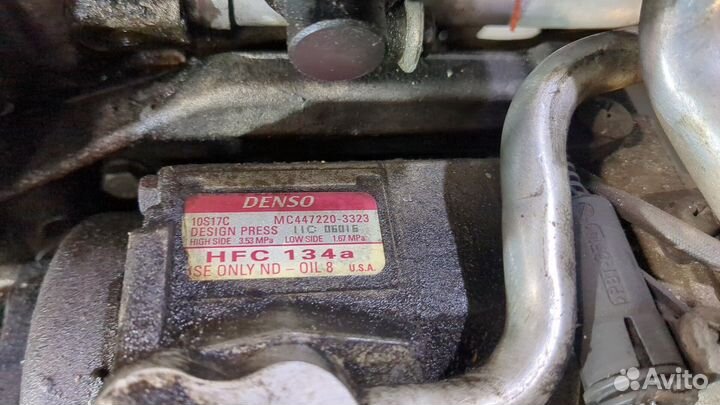 DENSO
10S17C MC447220-3323
DESIGN PRESS 11C 06016
HIGH SIDE 3.53 MPa LOW SIDE 1.67 MPa
HFC 134a
SE ONLY ND-OIL 8 U.S.A.
Avito